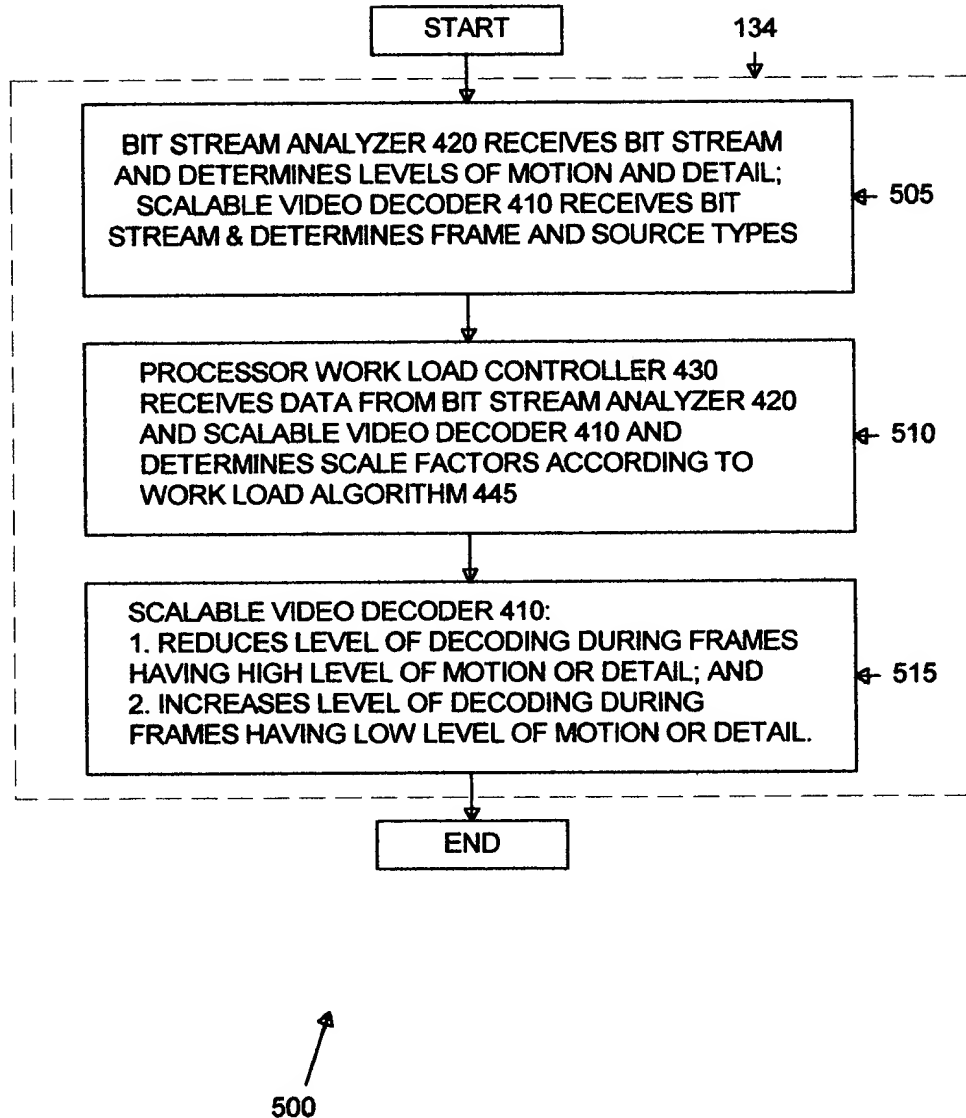 START
134
BIT STREAM ANALYZER 420 RECEIVES BIT STREAM
AND DETERMINES LEVELS OF MOTION AND DETAIL;
SCALABLE VIDEO DECODER 410 RECEIVES BIT
STREAM & DETERMINES FRAME AND SOURCE TYPES
505
PROCESSOR WORK LOAD CONTROLLER 430
RECEIVES DATA FROM BIT STREAM ANALYZER 420
AND SCALABLE VIDEO DECODER 410 AND
DETERMINES SCALE FACTORS ACCORDING TO
WORK LOAD ALGORITHM 445
510
SCALABLE VIDEO DECODER 410:
1. REDUCES LEVEL OF DECODING DURING FRAMES
HAVING HIGH LEVEL OF MOTION OR DETAIL; AND
2. INCREASES LEVEL OF DECODING DURING
FRAMES HAVING LOW LEVEL OF MOTION OR DETAIL.
515
END
500